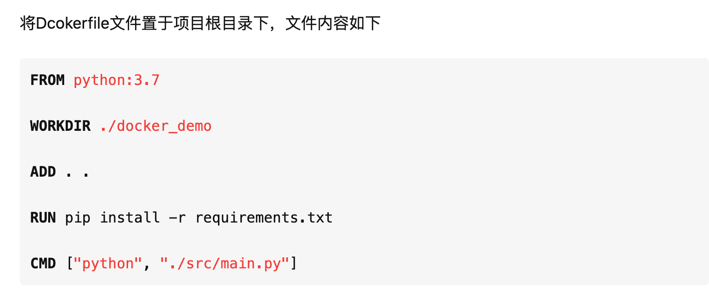 将Dcokerfile文件置于项目根目录下，文件内容如下
FROM python:3.7
WORKDIR ./docker_demo
ADD . .
RUN pip install -r requirements.txt
CMD ["python", "./src/main.py"]